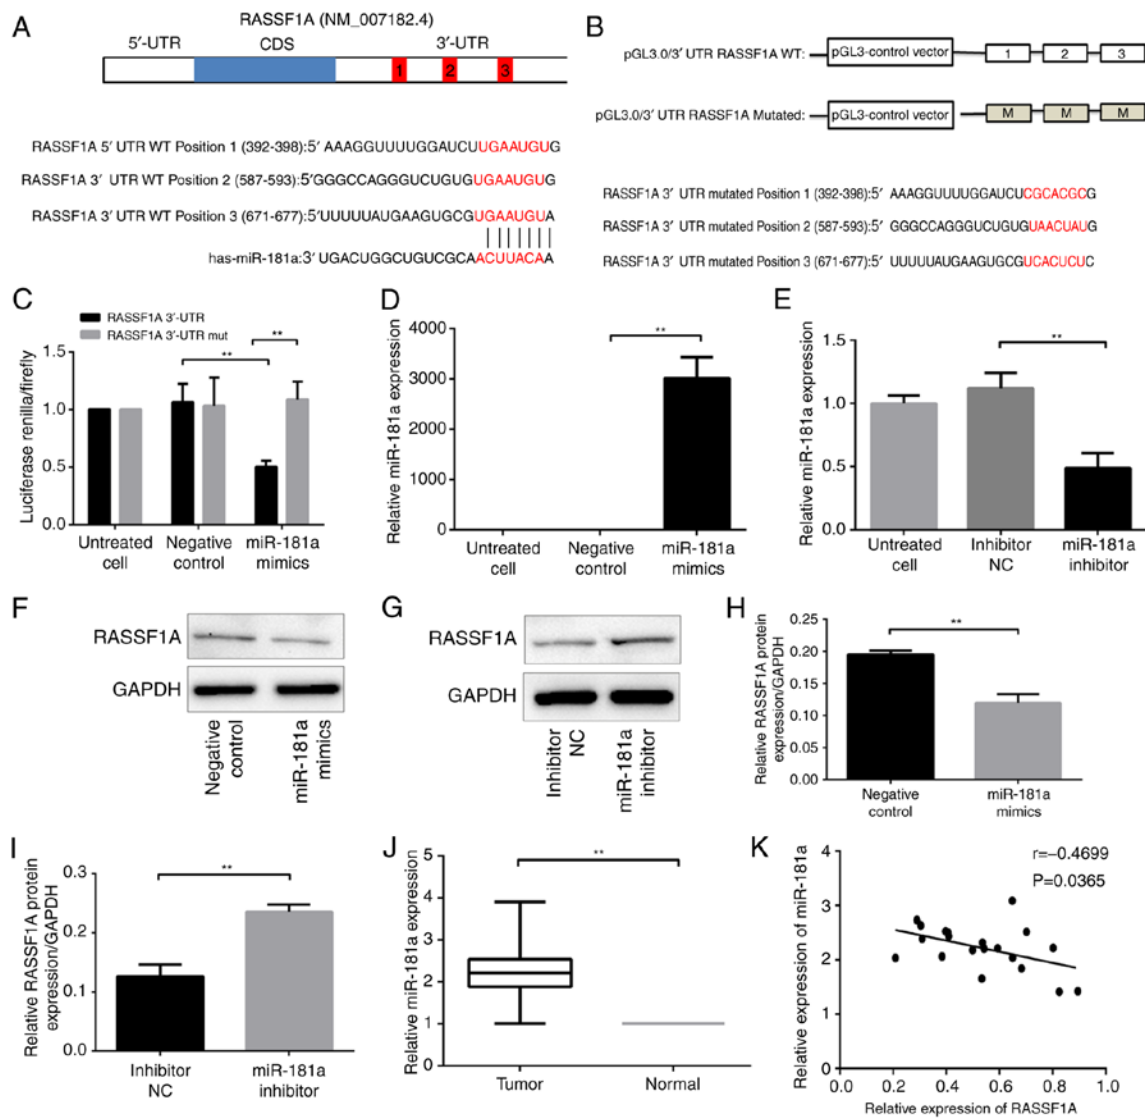 A
RASSF1A (NM_007182.4)
5′-UTR CDS 3′-UTR
1 2 3
RASSF1A 5′ UTR WT Position 1 (392-398):5′ AAAGGUUUUGGAUCUUGAAUGUG
RASSF1A 3′ UTR WT Position 2 (587-593):5′GGGCCAGGGUCUGUGUGAAUGUG
RASSF1A 3′ UTR WT Position 3 (671-677):5′UUUUUAUGAAGUGCGUGAAUGUA
has-miR-181a:3′ UGACUGGCUGUCGCAACUUACAA
B
pGL3.0/3′ UTR RASSF1A WT: pGL3-control vector 1 2 3
pGL3.0/3′ UTR RASSF1A Mutated: pGL3-control vector M M M
RASSF1A 3′ UTR mutated Position 1 (392-398):5′ AAAGGUUUUGGAUCUCGCACGCG
RASSF1A 3′ UTR mutated Position 2 (587-593):5′ GGGCCAGGGUCUGUGUAACUAUG
RASSF1A 3′ UTR mutated Position 3 (671-677):5′ UUUUUAUGAAGUGCGUCACUCUC
C
RASSF1A 3′-UTR
RASSF1A 3′-UTR mut
Luciferase renilla/firefly
1.5
1.0
0.5
0.0
**
**
Untreated cell
Negative control
miR-181a mimics
D
Relative miR-181a expression
4000
3000
2000
1000
0
**
Untreated cell
Negative control
miR-181a mimics
E
Relative miR-181a expression
1.5
1.0
0.5
0.0
**
Untreated cell
Inhibitor NC
miR-181a inhibitor
F
RASSF1A
GAPDH
Negative control
miR-181a mimics
G
RASSF1A
GAPDH
Inhibitor NC
miR-181a inhibitor
H
Relative RASSF1A protein expression/GAPDH
0.25
0.20
0.15
0.10
0.05
0.00
**
Negative control
miR-181a mimics
I
Relative RASSF1A protein expression/GAPDH
0.3
0.2
0.1
0.0
**
Inhibitor NC
miR-181a inhibitor
J
Relative miR-181a expression
5
4
3
2
1
0
**
Tumor
Normal
K
Relative expression of miR-181a
4
3
2
1
0
r=−0.4699
P=0.0365
0.0 0.2 0.4 0.6 0.8 1.0
Relative expression of RASSF1A